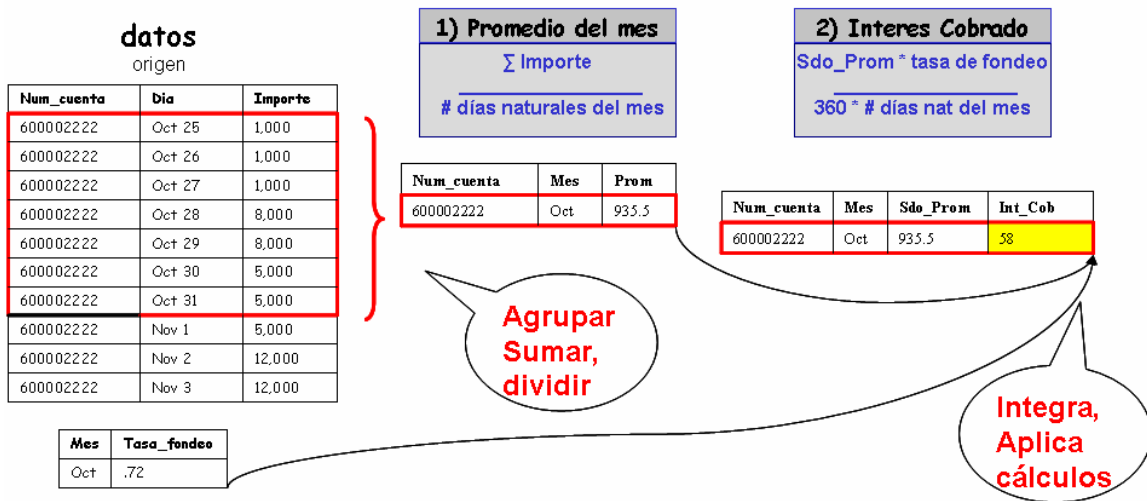 datos
origen
Num_cuenta Dia Importe
600002222 Oct 25 1,000
600002222 Oct 26 1,000
600002222 Oct 27 1,000
600002222 Oct 28 8,000
600002222 Oct 29 8,000
600002222 Oct 30 5,000
600002222 Oct 31 5,000
600002222 Nov 1 5,000
600002222 Nov 2 12,000
600002222 Nov 3 12,000
Mes Tasa_fondeo
Oct .72
1) Promedio del mes
∑ Importe
# días naturales del mes
Num_cuenta Mes Prom
600002222 Oct 935.5
Agrupar
Sumar,
dividir
2) Interes Cobrado
Sdo_Prom * tasa de fondeo
360 * # días nat del mes
Num_cuenta Mes Sdo_Prom Int_Cob
600002222 Oct 935.5 58
Integra,
Aplica
cálculos